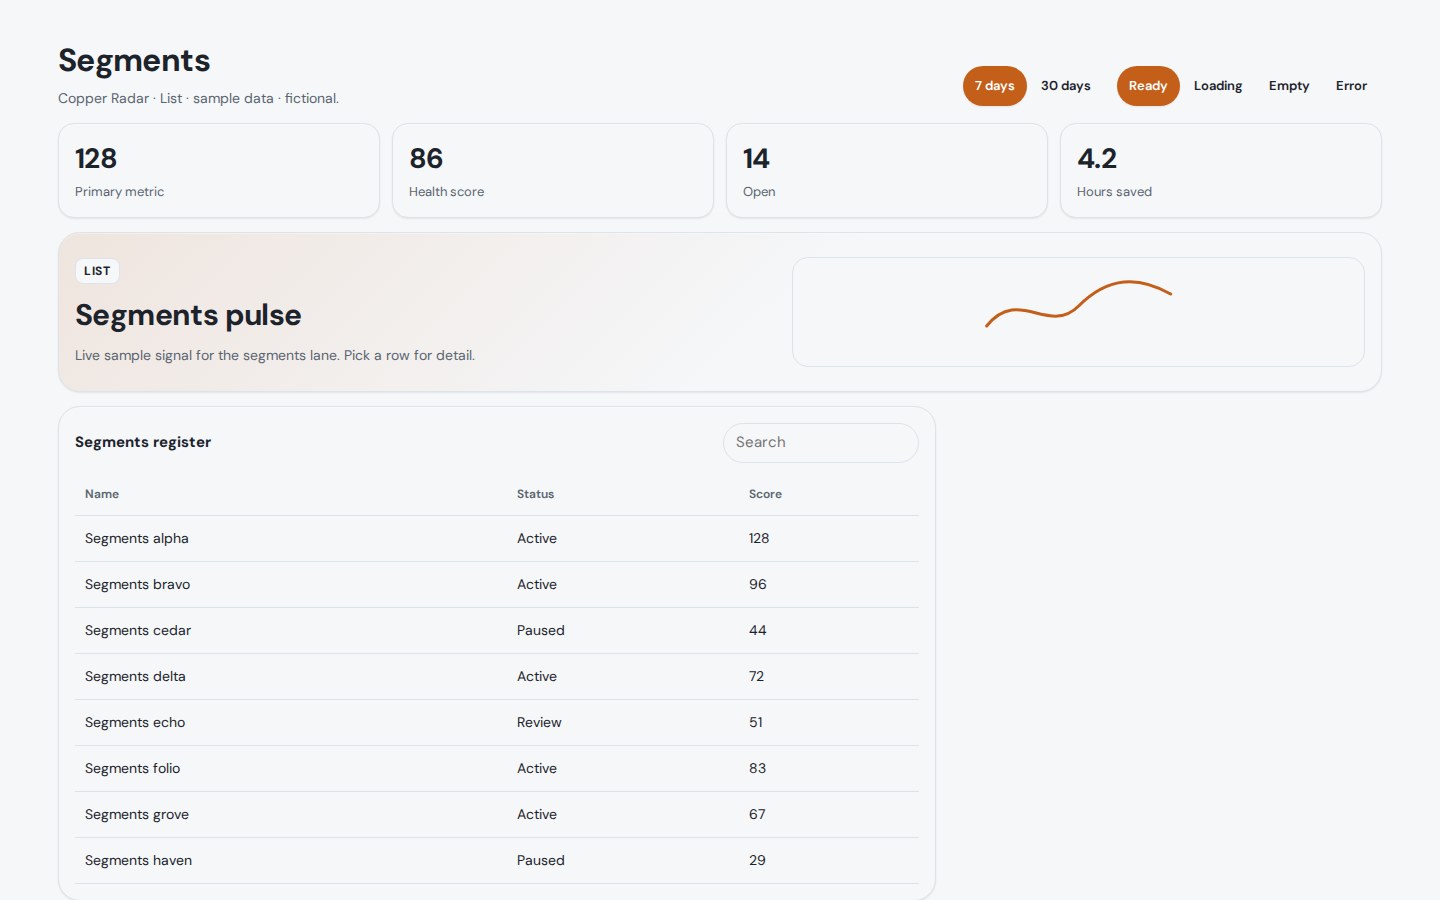 Segments
Copper Radar · List · sample data · fictional.
7 days 30 days Ready Loading Empty Error
128
Primary metric
86
Health score
14
Open
4.2
Hours saved
LIST
Segments pulse
Live sample signal for the segments lane. Pick a row for detail.
Segments register
Search
Name Status Score
Segments alpha Active 128
Segments bravo Active 96
Segments cedar Paused 44
Segments delta Active 72
Segments echo Review 51
Segments folio Active 83
Segments grove Active 67
Segments haven Paused 29